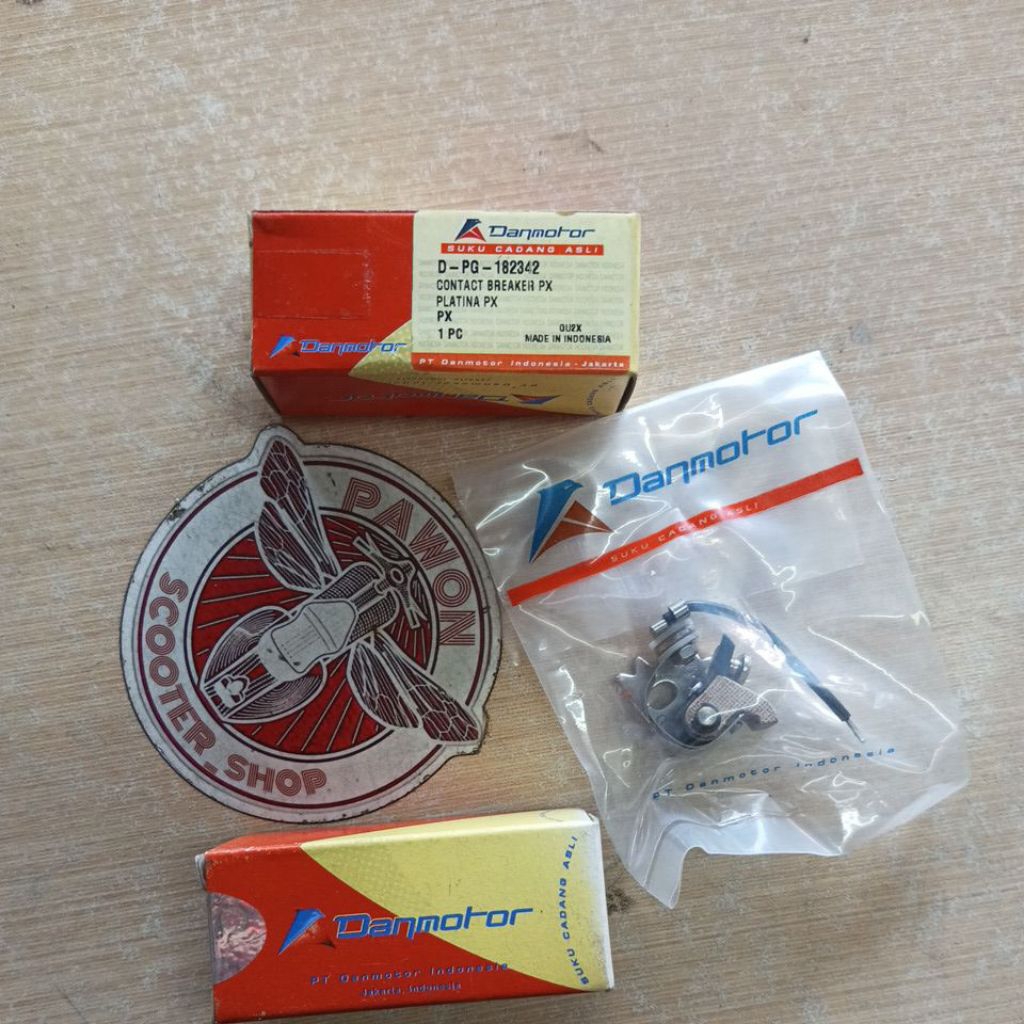 Danmotor
SUKU CADANG ASLI
D-PG-182342
CONTACT BREAKER PX
PLATINA PX
PX
1 PC
GU2X
MADE IN INDONESIA
PT Danmotor Indonesia - Jakarta
Danmotor
Danmotor
SUKU CADANG ASLI
PT Danmotor Indonesia
PAWON
SCOOTER_SHOP
Danmotor
PT Danmotor Indonesia
Jakarta, Indonesia
SUKU CADANG ASLI